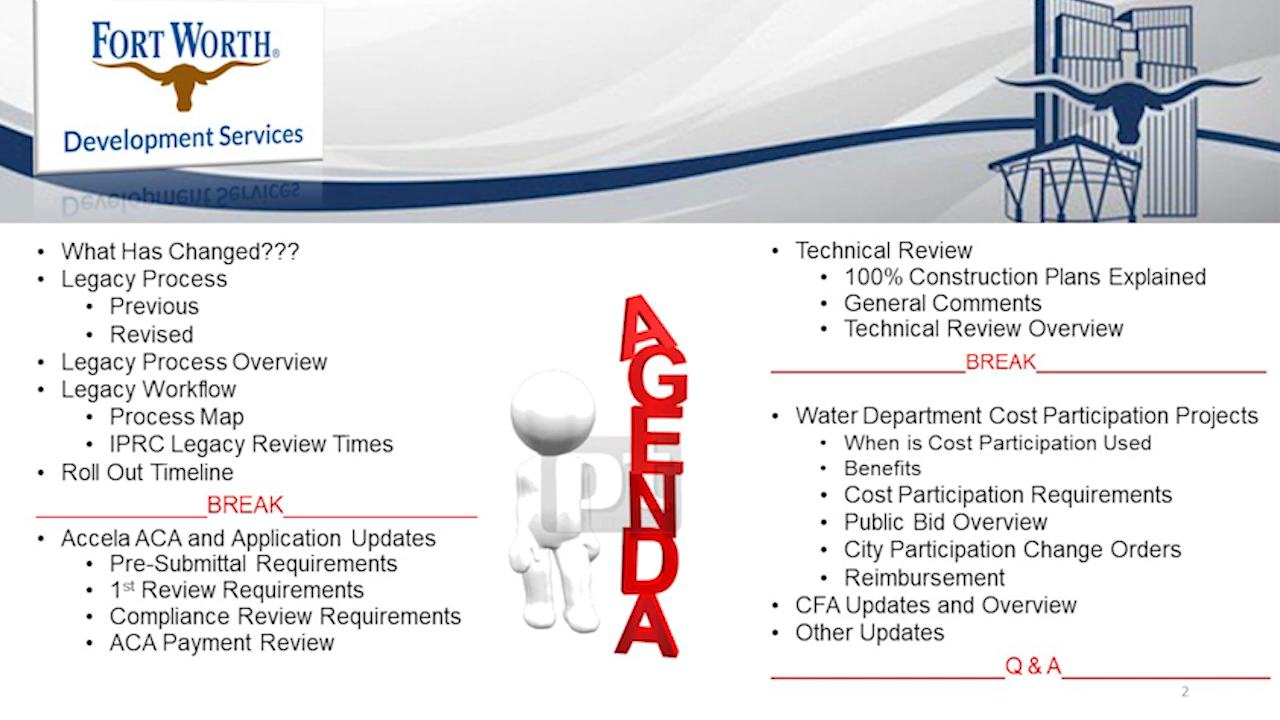 FORT WORTH®
Development Services
• What Has Changed???
• Legacy Process
• Previous
• Revised
• Legacy Process Overview
• Legacy Workflow
• Process Map
• IPRC Legacy Review Times
• Roll Out Timeline
BREAK
• Accela ACA and Application Updates
• Pre-Submittal Requirements
• 1st Review Requirements
• Compliance Review Requirements
• ACA Payment Review
AGENDA
• Technical Review
• 100% Construction Plans Explained
• General Comments
• Technical Review Overview
BREAK
• Water Department Cost Participation Projects
• When is Cost Participation Used
• Benefits
• Cost Participation Requirements
• Public Bid Overview
• City Participation Change Orders
• Reimbursement
• CFA Updates and Overview
• Other Updates
Q & A
2